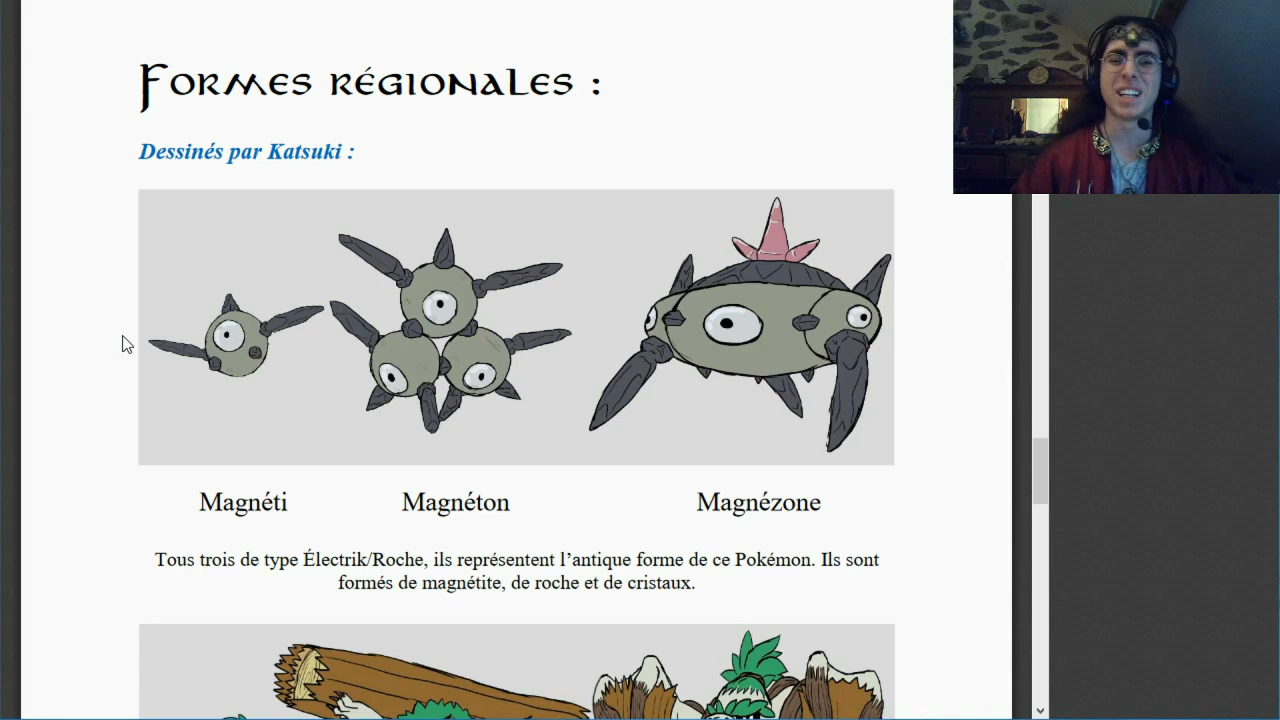 Formes régionales :
Dessinés par Katsuki :
Magnéti Magnéton Magnézone
Tous trois de type Électrik/Roche, ils représentent l’antique forme de ce Pokémon. Ils sont
formés de magnétite, de roche et de cristaux.